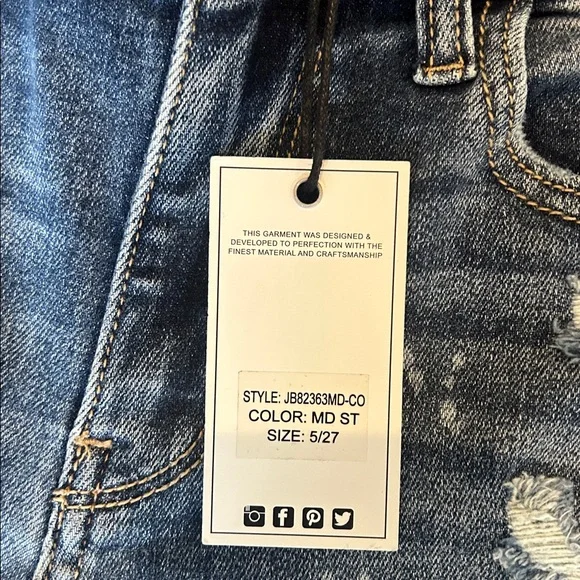 THIS GARMENT WAS DESIGNED &
DEVELOPED TO PERFECTION WITH THE
FINEST MATERIAL AND CRAFTSMANSHIP
STYLE: JB82363MD-CO
COLOR: MD ST
SIZE: 5/27